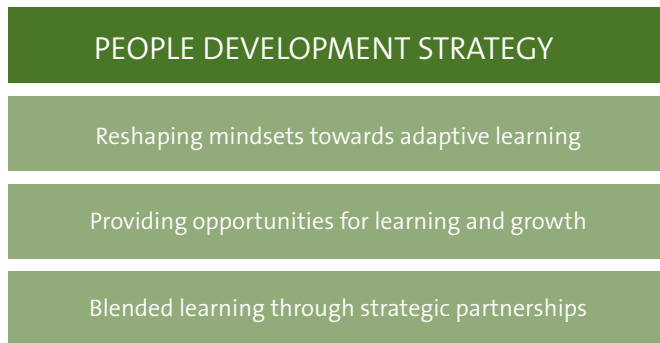 PEOPLE DEVELOPMENT STRATEGY
Reshaping mindsets towards adaptive learning
Providing opportunities for learning and growth
Blended learning through strategic partnerships